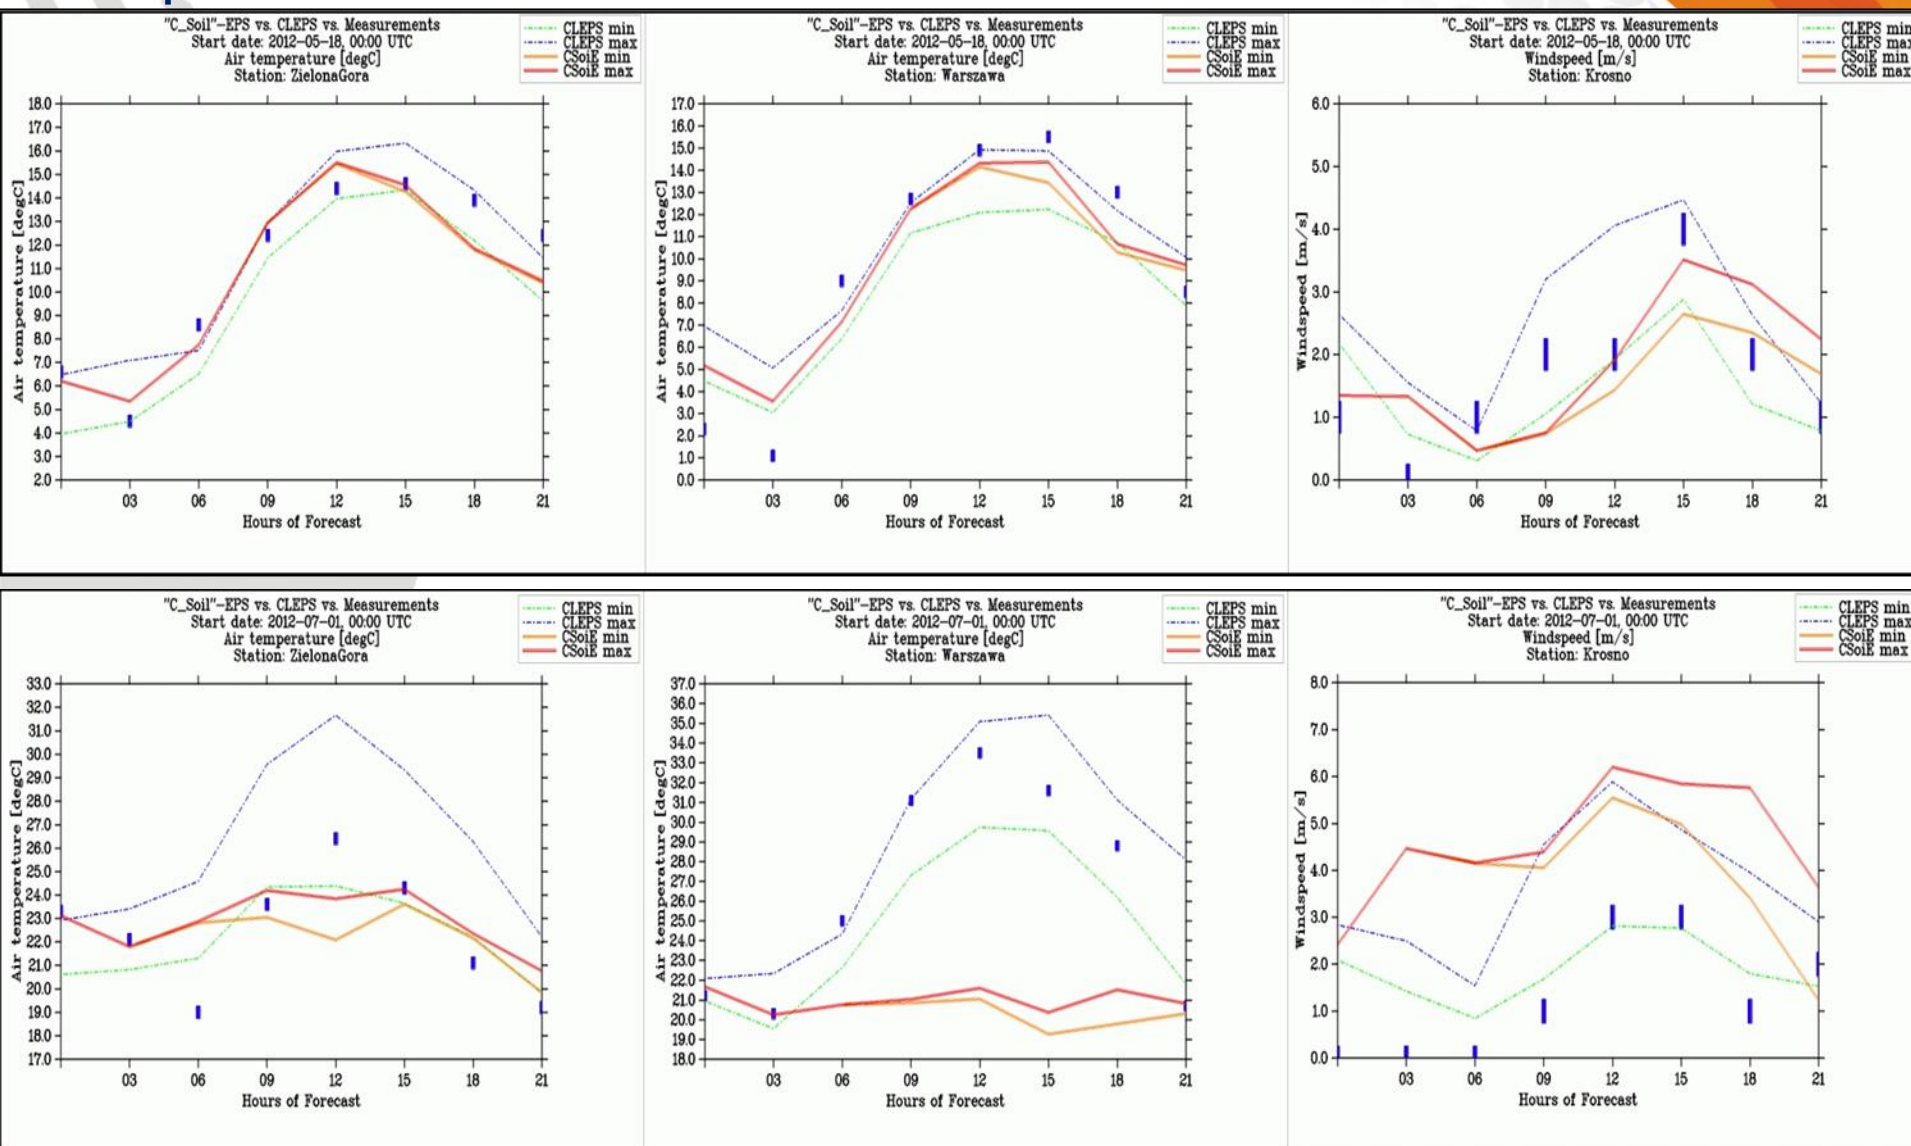 "C_Soil"-EPS vs. CLEPS vs. Measurements
Start date: 2012-05-18, 00:00 UTC
Air temperature [degC]
Station: ZielonaGora
CLEPS min
CLEPS max
CSoiE min
CSoiE max
Air temperature [degC]
18.0
17.0
16.0
15.0
14.0
13.0
12.0
11.0
10.0
9.0
8.0
7.0
6.0
5.0
4.0
3.0
2.0
03 06 09 12 15 18 21
Hours of Forecast
"C_Soil"-EPS vs. CLEPS vs. Measurements
Start date: 2012-05-18, 00:00 UTC
Air temperature [degC]
Station: Warszawa
CLEPS min
CLEPS max
CSoiE min
CSoiE max
Air temperature [degC]
17.0
16.0
15.0
14.0
13.0
12.0
11.0
10.0
9.0
8.0
7.0
6.0
5.0
4.0
3.0
2.0
1.0
0.0
03 06 09 12 15 18 21
Hours of Forecast
"C_Soil"-EPS vs. CLEPS vs. Measurements
Start date: 2012-05-18, 00:00 UTC
Windspeed [m/s]
Station: Krosno
CLEPS min
CLEPS max
CSoiE min
CSoiE max
Windspeed [m/s]
6.0
5.0
4.0
3.0
2.0
1.0
0.0
03 06 09 12 15 18 21
Hours of Forecast
"C_Soil"-EPS vs. CLEPS vs. Measurements
Start date: 2012-07-01, 00:00 UTC
Air temperature [degC]
Station: ZielonaGora
CLEPS min
CLEPS max
CSoiE min
CSoiE max
Air temperature [degC]
33.0
32.0
31.0
30.0
29.0
28.0
27.0
26.0
25.0
24.0
23.0
22.0
21.0
20.0
19.0
18.0
17.0
03 06 09 12 15 18 21
Hours of Forecast
"C_Soil"-EPS vs. CLEPS vs. Measurements
Start date: 2012-07-01, 00:00 UTC
Air temperature [degC]
Station: Warszawa
CLEPS min
CLEPS max
CSoiE min
CSoiE max
Air temperature [degC]
37.0
36.0
35.0
34.0
33.0
32.0
31.0
30.0
29.0
28.0
27.0
26.0
25.0
24.0
23.0
22.0
21.0
20.0
19.0
18.0
03 06 09 12 15 18 21
Hours of Forecast
"C_Soil"-EPS vs. CLEPS vs. Measurements
Start date: 2012-07-01, 00:00 UTC
Windspeed [m/s]
Station: Krosno
CLEPS min
CLEPS max
CSoiE min
CSoiE max
Windspeed [m/s]
8.0
7.0
6.0
5.0
4.0
3.0
2.0
1.0
0.0
03 06 09 12 15 18 21
Hours of Forecast